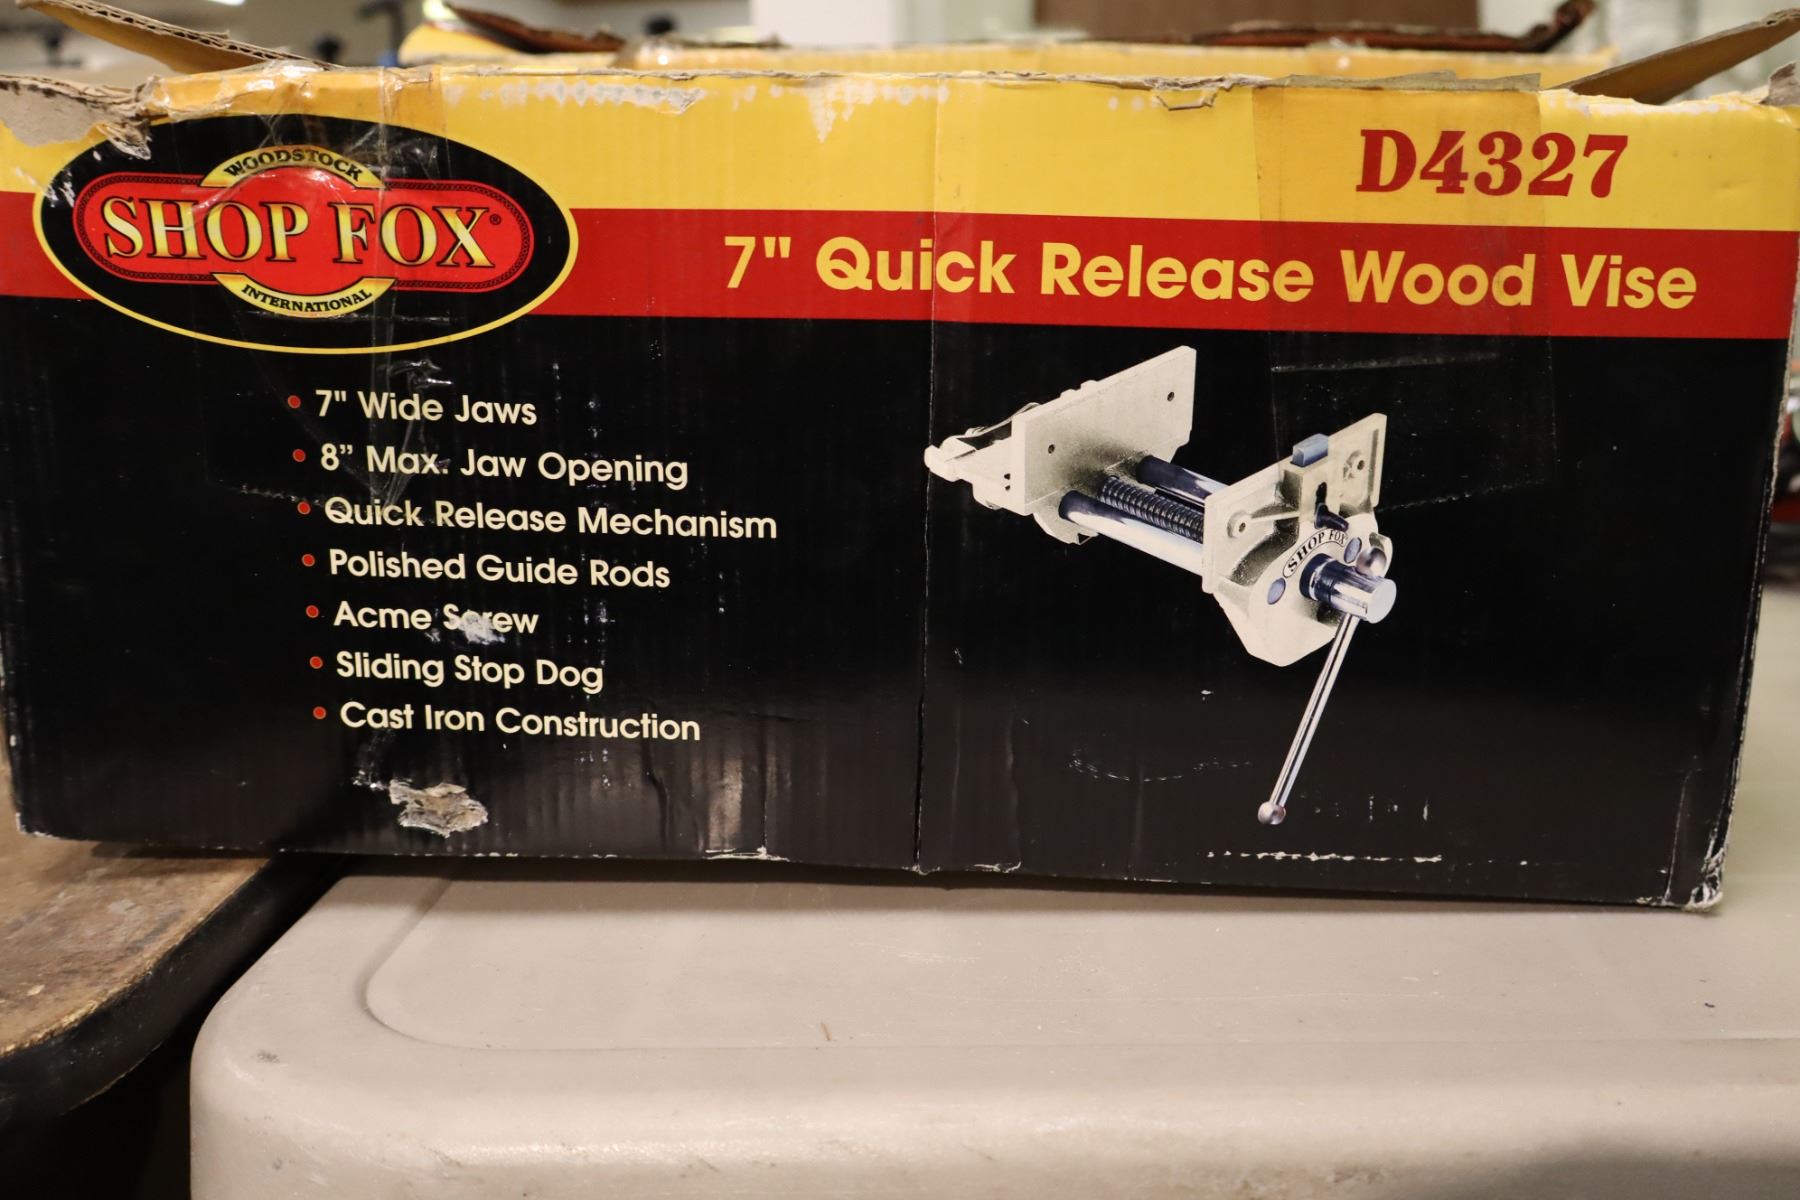 WOODSTOCK
SHOP FOX®
INTERNATIONAL
D4327
7" Quick Release Wood Vise
• 7" Wide Jaws
• 8” Max. Jaw Opening
• Quick Release Mechanism
• Polished Guide Rods
• Acme Screw
• Sliding Stop Dog
• Cast Iron Construction
SHOP FOX